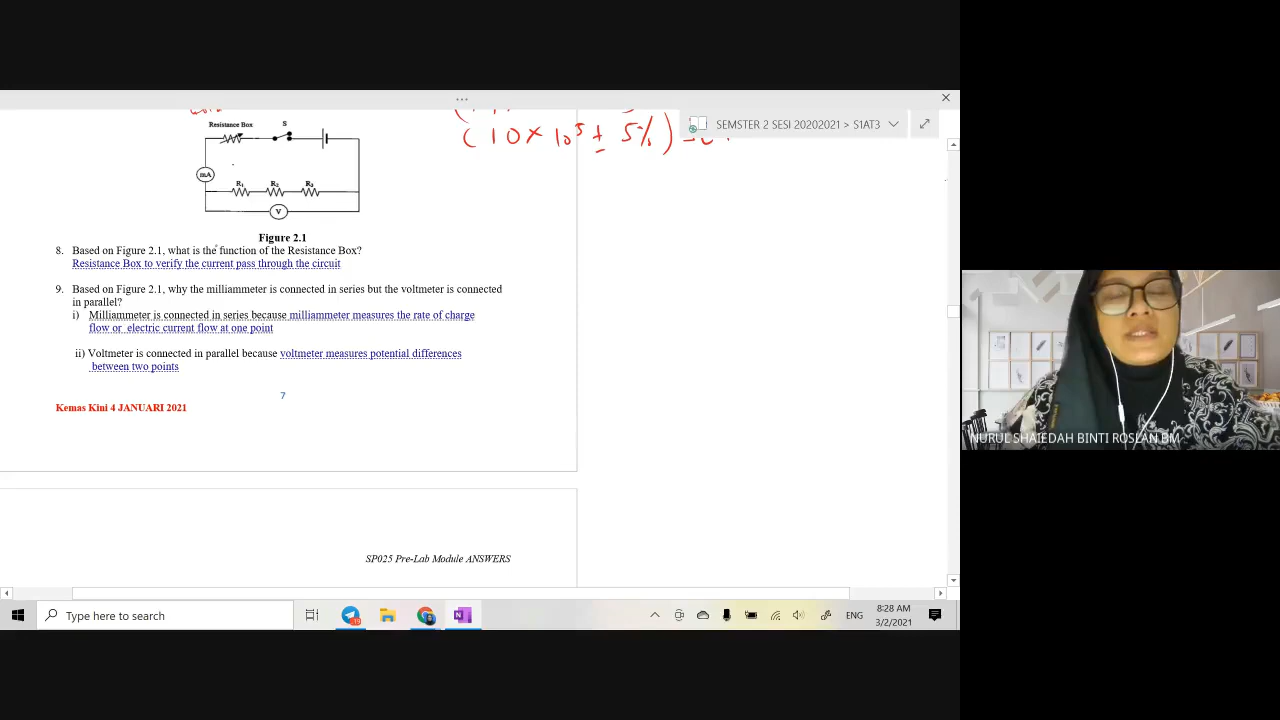 (10 × 10⁵ ± 5%)
SEMSTER 2 SESI 20202021 > S1AT3
Resistance Box
S
mA
R1
R2
R3
V
Figure 2.1
8. Based on Figure 2.1, what is the function of the Resistance Box?
Resistance Box to verify the current pass through the circuit
9. Based on Figure 2.1, why the milliammeter is connected in series but the voltmeter is connected
in parallel?
i) Milliammeter is connected in series because milliammeter measures the rate of charge
flow or electric current flow at one point
ii) Voltmeter is connected in parallel because voltmeter measures potential differences
between two points
7
Kemas Kini 4 JANUARI 2021
SP025 Pre-Lab Module ANSWERS
NURUL SHAIEDAH BINTI ROSLAN BM
Type here to search
ENG
8:28 AM
3/2/2021